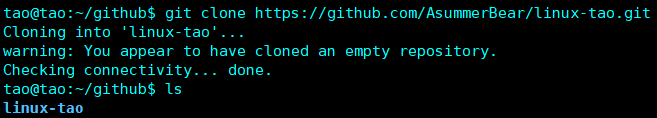 tao@tao:~/github$ git clone https://github.com/AsummerBear/linux-tao.git
Cloning into 'linux-tao'...
warning: You appear to have cloned an empty repository.
Checking connectivity... done.
tao@tao:~/github$ ls
linux-tao